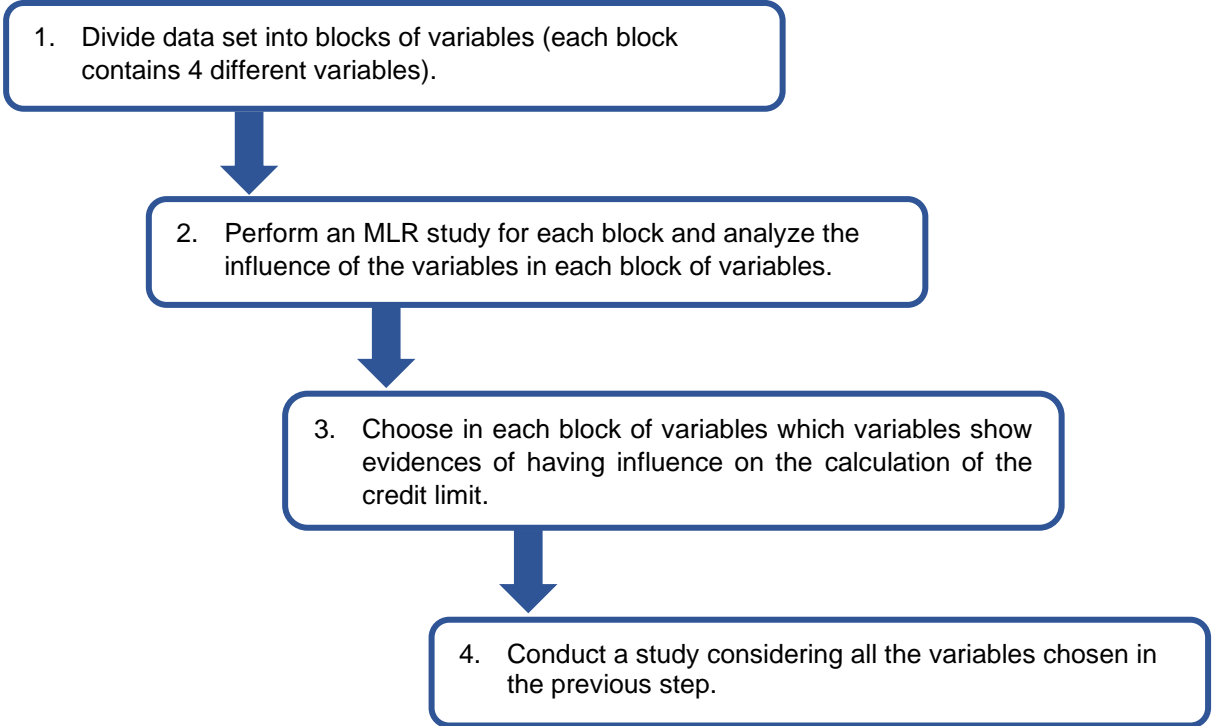 1. Divide data set into blocks of variables (each block
contains 4 different variables).
2. Perform an MLR study for each block and analyze the
influence of the variables in each block of variables.
3. Choose in each block of variables which variables show
evidences of having influence on the calculation of the
credit limit.
4. Conduct a study considering all the variables chosen in
the previous step.